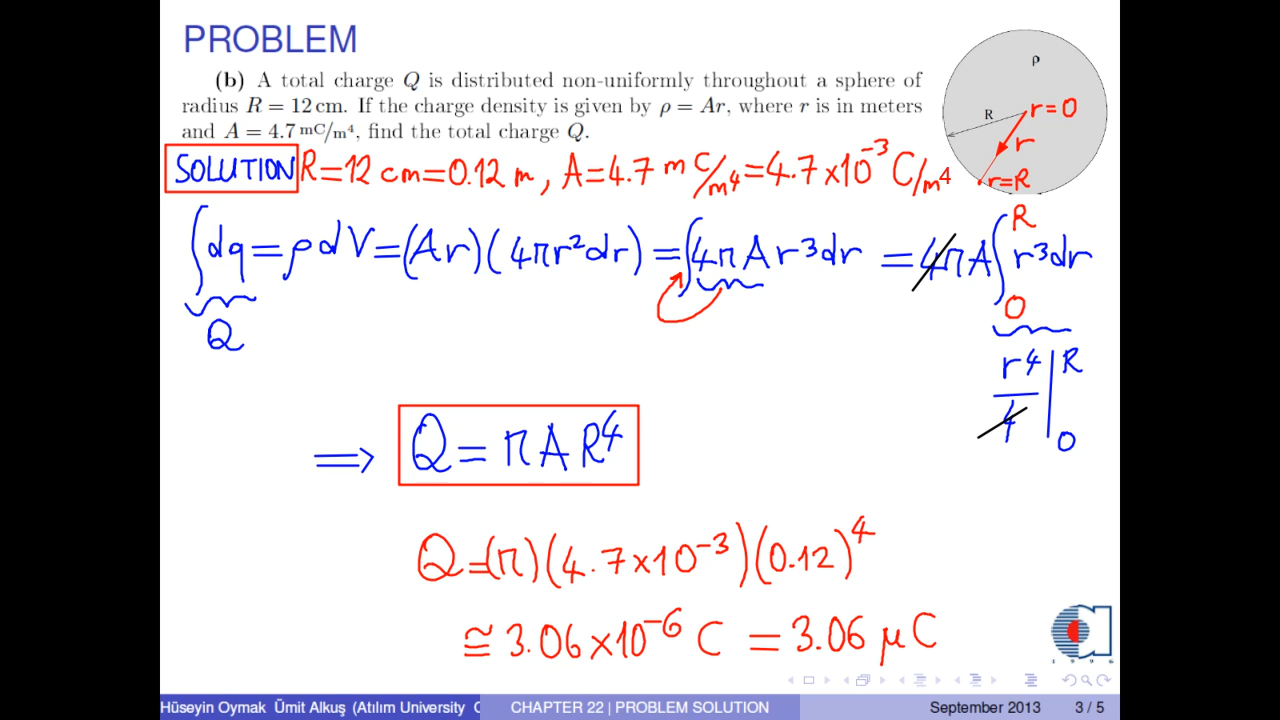 PROBLEM
(b) A total charge Q is distributed non-uniformly throughout a sphere of
radius R = 12 cm. If the charge density is given by ρ = Ar, where r is in meters
and A = 4.7 mC/m⁴, find the total charge Q.
ρ
R
r=0
r
r=R
SOLUTION R=12 cm=0.12 m, A=4.7 m C/m⁴=4.7×10⁻³ C/m⁴
∫dq=ρdV=(Ar)(4πr²dr)=∫4πAr³dr =4πA∫₀ᴿ r³dr
Q
r⁴/4 |₀ᴿ
⟹ Q=πAR⁴
Q=(π)(4.7×10⁻³)(0.12)⁴
≅3.06×10⁻⁶ C = 3.06 μC
1 9 9 6
Hüseyin Oymak Ümit Alkuş (Atılım University CHAPTER 22 | PROBLEM SOLUTION September 2013 3 / 5